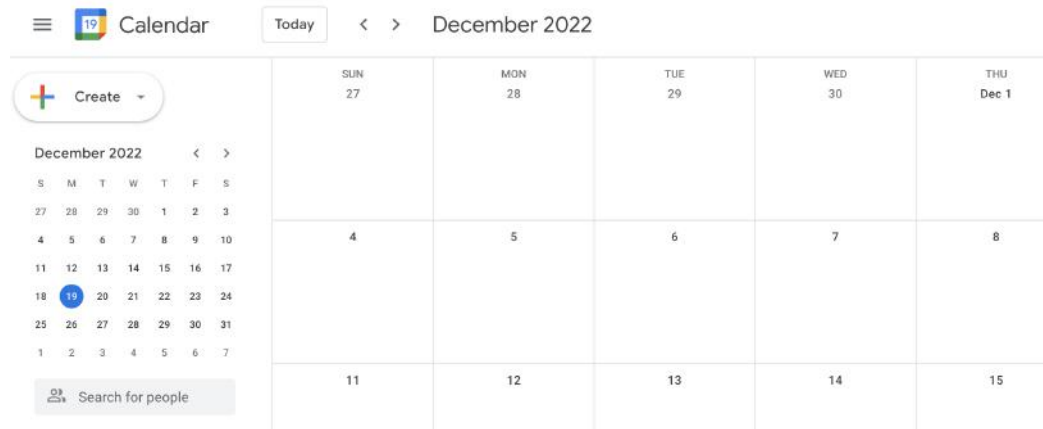 19 Calendar Today December 2022
Create
December 2022
S M T W T F S
27 28 29 30 1 2 3
4 5 6 7 8 9 10
11 12 13 14 15 16 17
18 19 20 21 22 23 24
25 26 27 28 29 30 31
1 2 3 4 5 6 7
Search for people
SUN MON TUE WED THU
27 28 29 30 Dec 1
4 5 6 7 8
11 12 13 14 15